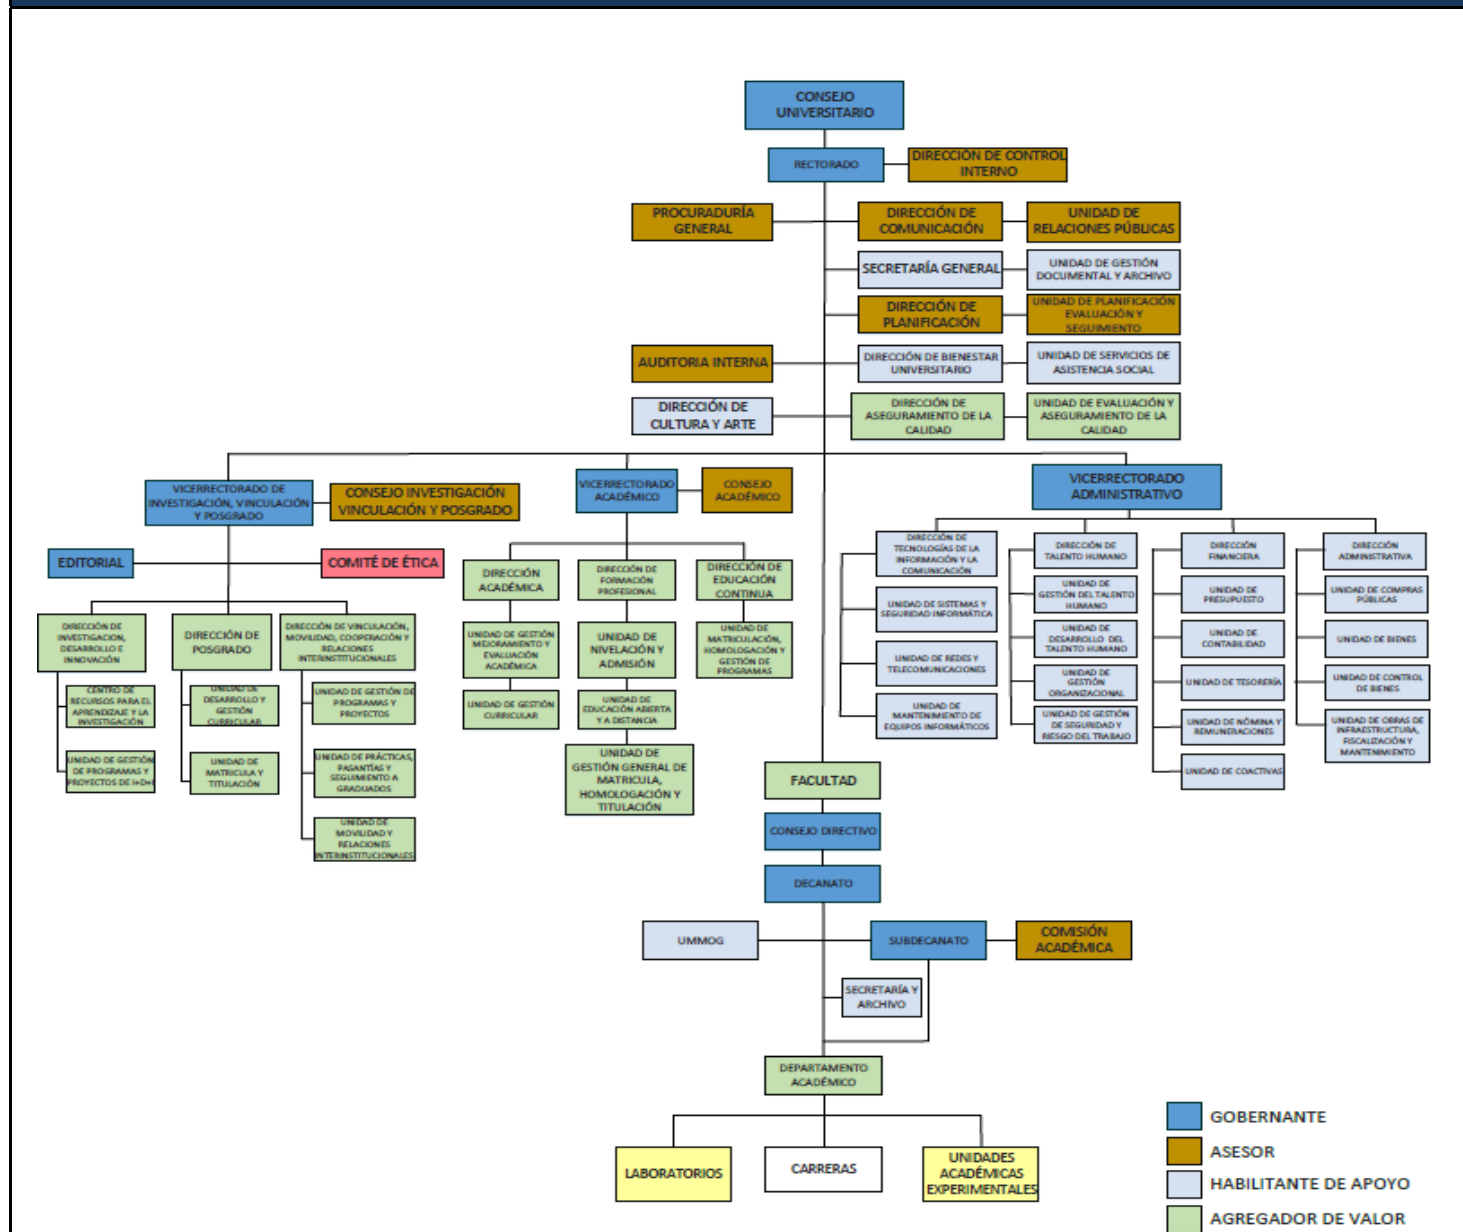 CONSEJO
UNIVERSITARIO
RECTORADO
DIRECCIÓN DE CONTROL
INTERNO
PROCURADURÍA
GENERAL
DIRECCIÓN DE
COMUNICACIÓN
UNIDAD DE
RELACIONES PÚBLICAS
SECRETARÍA GENERAL
UNIDAD DE GESTIÓN
DOCUMENTAL Y ARCHIVO
DIRECCIÓN DE
PLANIFICACIÓN
UNIDAD DE PLANIFICACIÓN
EVALUACIÓN Y
SEGUIMIENTO
AUDITORIA INTERNA
DIRECCIÓN DE BIENESTAR
UNIVERSITARIO
UNIDAD DE SERVICIOS DE
ASISTENCIA SOCIAL
DIRECCIÓN DE
CULTURA Y ARTE
DIRECCIÓN DE
ASEGURAMIENTO DE LA
CALIDAD
UNIDAD DE EVALUACIÓN Y
ASEGURAMIENTO DE LA
CALIDAD
VICERRECTORADO DE
INVESTIGACIÓN, VINCULACIÓN
Y POSGRADO
CONSEJO INVESTIGACIÓN
VINCULACIÓN Y POSGRADO
VICERRECTORADO
ACADÉMICO
CONSEJO
ACADÉMICO
VICERRECTORADO
ADMINISTRATIVO
EDITORIAL
COMITÉ DE ÉTICA
DIRECCIÓN DE
INVESTIGACION,
DESARROLLO E
INNOVACIÓN
DIRECCIÓN DE
POSGRADO
DIRECCIÓN DE VINCULACIÓN,
MOVILIDAD, COOPERACIÓN Y
RELACIONES
INTERINSTITUCIONALES
CENTRO DE
RECURSOS PARA EL
APRENDIZAJE Y LA
INVESTIGACIÓN
UNIDAD DE
DESARROLLO Y
GESTIÓN
CURRICULAR
UNIDAD DE GESTIÓN DE
PROGRAMAS Y
PROYECTOS
UNIDAD DE GESTIÓN
DE PROGRAMAS Y
PROYECTOS DE I+D+I
UNIDAD DE
MATRICULA Y
TITULACIÓN
UNIDAD DE PRÁCTICAS,
PASANTÍAS Y
SEGUIMIENTO A
GRADUADOS
UNIDAD DE
MOVILIDAD Y
RELACIONES
INTERINSTITUCIONALES
DIRECCIÓN
ACADÉMICA
DIRECCIÓN DE
FORMACIÓN
PROFESIONAL
DIRECCIÓN DE
EDUCACIÓN
CONTINUA
UNIDAD DE GESTIÓN
MEJORAMIENTO Y
EVALUACIÓN
ACADÉMICA
UNIDAD DE
NIVELACIÓN Y
ADMISIÓN
UNIDAD DE
MATRICULACIÓN,
HOMOLOGACIÓN Y
GESTIÓN DE
PROGRAMAS
UNIDAD DE GESTIÓN
CURRICULAR
UNIDAD DE
EDUCACIÓN ABIERTA
Y A DISTANCIA
UNIDAD DE
GESTIÓN GENERAL DE
MATRICULA,
HOMOLOGACIÓN Y
TITULACIÓN
DIRECCIÓN DE
TECNOLOGÍAS DE LA
INFORMACIÓN Y LA
COMUNICACIÓN
UNIDAD DE SISTEMAS Y
SEGURIDAD INFORMÁTICA
UNIDAD DE REDES Y
TELECOMUNICACIONES
UNIDAD DE
MANTENIMIENTO DE
EQUIPOS INFORMÁTICOS
DIRECCIÓN DE
TALENTO HUMANO
UNIDAD DE
GESTIÓN DEL TALENTO
HUMANO
UNIDAD DE
DESARROLLO DEL
TALENTO HUMANO
UNIDAD DE
GESTIÓN
ORGANIZACIONAL
UNIDAD DE GESTIÓN
DE SEGURIDAD Y
RIESGO DEL TRABAJO
DIRECCIÓN
FINANCIERA
UNIDAD DE
PRESUPUESTO
UNIDAD DE
CONTABILIDAD
UNIDAD DE TESORERÍA
UNIDAD DE NÓMINA Y
REMUNERACIONES
UNIDAD DE COACTIVAS
DIRECCIÓN
ADMINISTRATIVA
UNIDAD DE COMPRAS
PÚBLICAS
UNIDAD DE BIENES
UNIDAD DE CONTROL
DE BIENES
UNIDAD DE OBRAS DE
INFRAESTRUCTURA,
FISCALIZACIÓN Y
MANTENIMIENTO
FACULTAD
CONSEJO DIRECTIVO
DECANATO
UMMOG
SUBDECANATO
COMISIÓN
ACADÉMICA
SECRETARÍA Y
ARCHIVO
DEPARTAMENTO
ACADÉMICO
LABORATORIOS
CARRERAS
UNIDADES
ACADÉMICAS
EXPERIMENTALES
GOBERNANTE
ASESOR
HABILITANTE DE APOYO
AGREGADOR DE VALOR